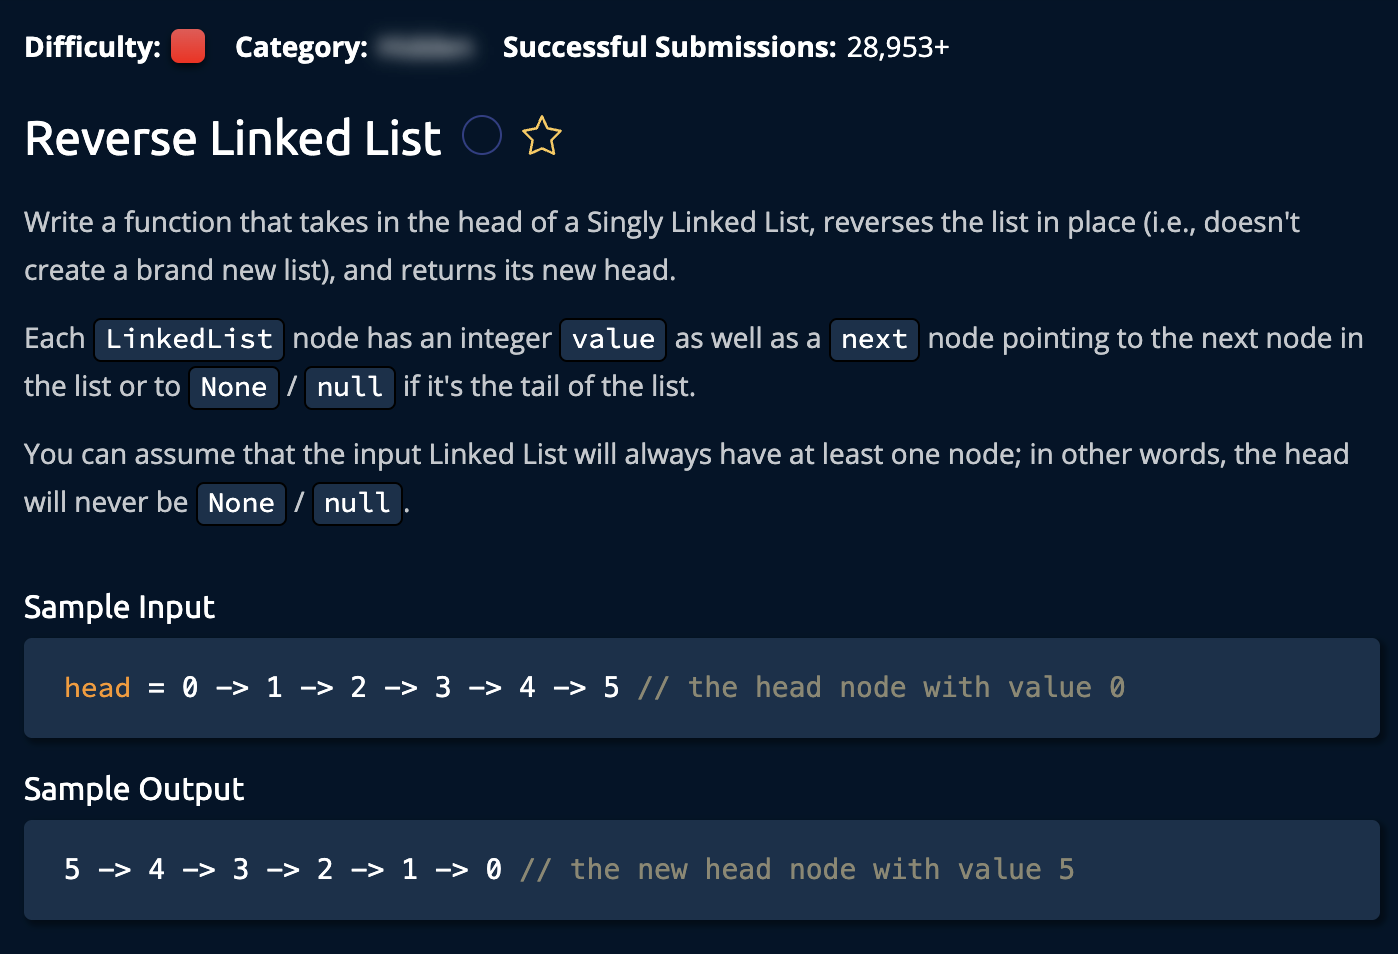 Difficulty: Category: Successful Submissions: 28,953+
Reverse Linked List
Write a function that takes in the head of a Singly Linked List, reverses the list in place (i.e., doesn't
create a brand new list), and returns its new head.
Each LinkedList node has an integer value as well as a next node pointing to the next node in
the list or to None / null if it's the tail of the list.
You can assume that the input Linked List will always have at least one node; in other words, the head
will never be None / null.
Sample Input
head = 0 -> 1 -> 2 -> 3 -> 4 -> 5 // the head node with value 0
Sample Output
5 -> 4 -> 3 -> 2 -> 1 -> 0 // the new head node with value 5